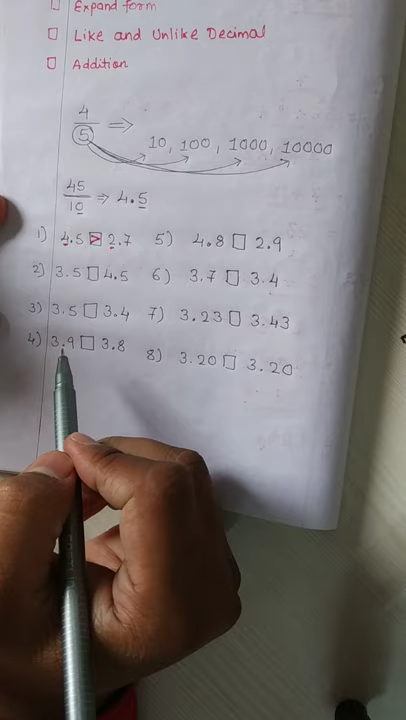 □ Expand form
□ Like and Unlike Decimal
□ Addition
4/5 ⇒ 10, 100, 1000, 10000
45/10 ⇒ 4.5
1) 4.5 > 2.7 5) 4.8 □ 2.9
2) 3.5 □ 4.5 6) 3.7 □ 3.4
3) 3.5 □ 3.4 7) 3.23 □ 3.43
4) 3.9 □ 3.8 8) 3.20 □ 3.20